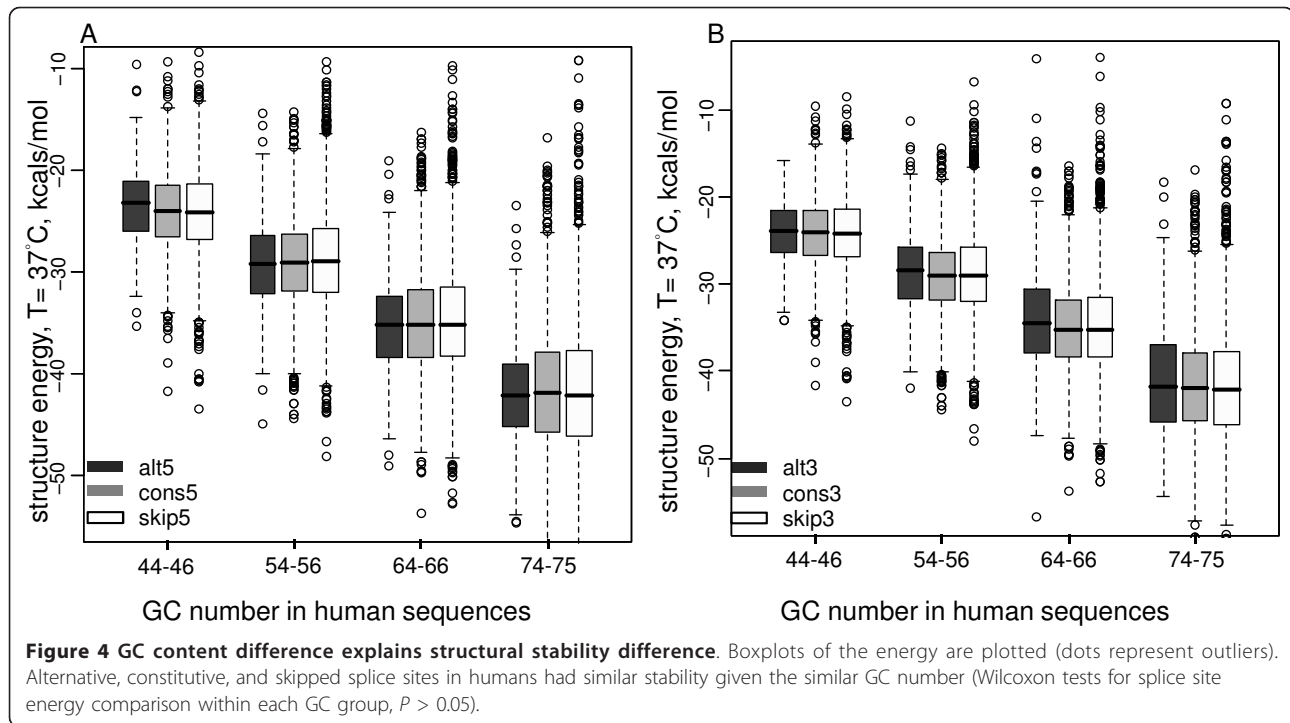 A
structure energy, T= 37°C, kcals/mol
-10
-20
-30
-40
-50
alt5
cons5
skip5
44-46
54-56
64-66
74-75
GC number in human sequences
B
structure energy, T= 37°C, kcals/mol
-10
-20
-30
-40
-50
alt3
cons3
skip3
44-46
54-56
64-66
74-75
GC number in human sequences
Figure 4 GC content difference explains structural stability difference. Boxplots of the energy are plotted (dots represent outliers).
Alternative, constitutive, and skipped splice sites in humans had similar stability given the similar GC number (Wilcoxon tests for splice site
energy comparison within each GC group, P > 0.05).